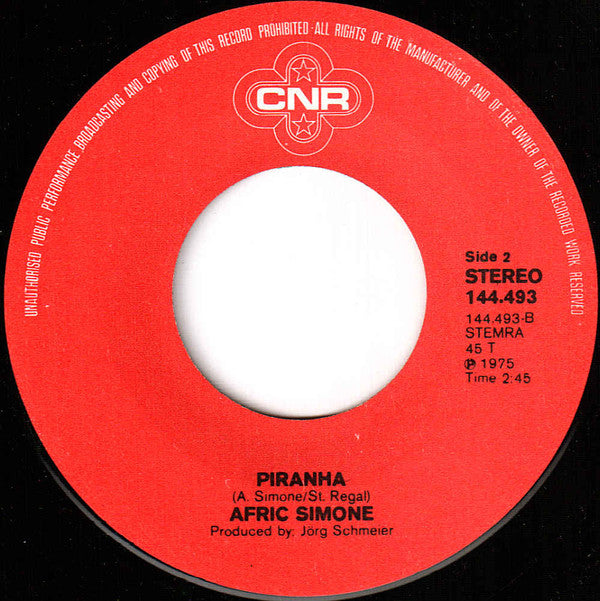 UNAUTHORISED PUBLIC PERFORMANCE BROADCASTING AND COPYING OF THIS RECORD PROHIBITED·ALL RIGHTS OF THE MANUFACTURER AND OF THE OWNER OF THE RECORDED WORK RESERVED
CNR
Side 2
STEREO
144.493
144.493-B
STEMRA
45 T
℗ 1975
Time 2:45
PIRANHA
(A. Simone/St. Regal)
AFRIC SIMONE
Produced by: Jörg Schmeier